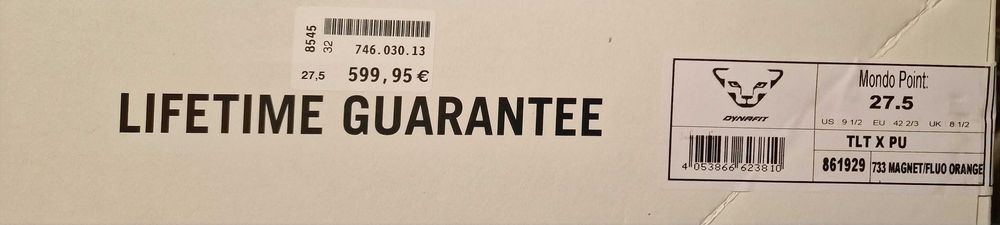 8545
32
746.030.13
27,5 599,95 €
LIFETIME GUARANTEE
DYNAFIT
4 053866 623810
Mondo Point:
27.5
US 9 1/2 EU 42 2/3 UK 8 1/2
TLT X PU
861929 733 MAGNET/FLUO ORANGE